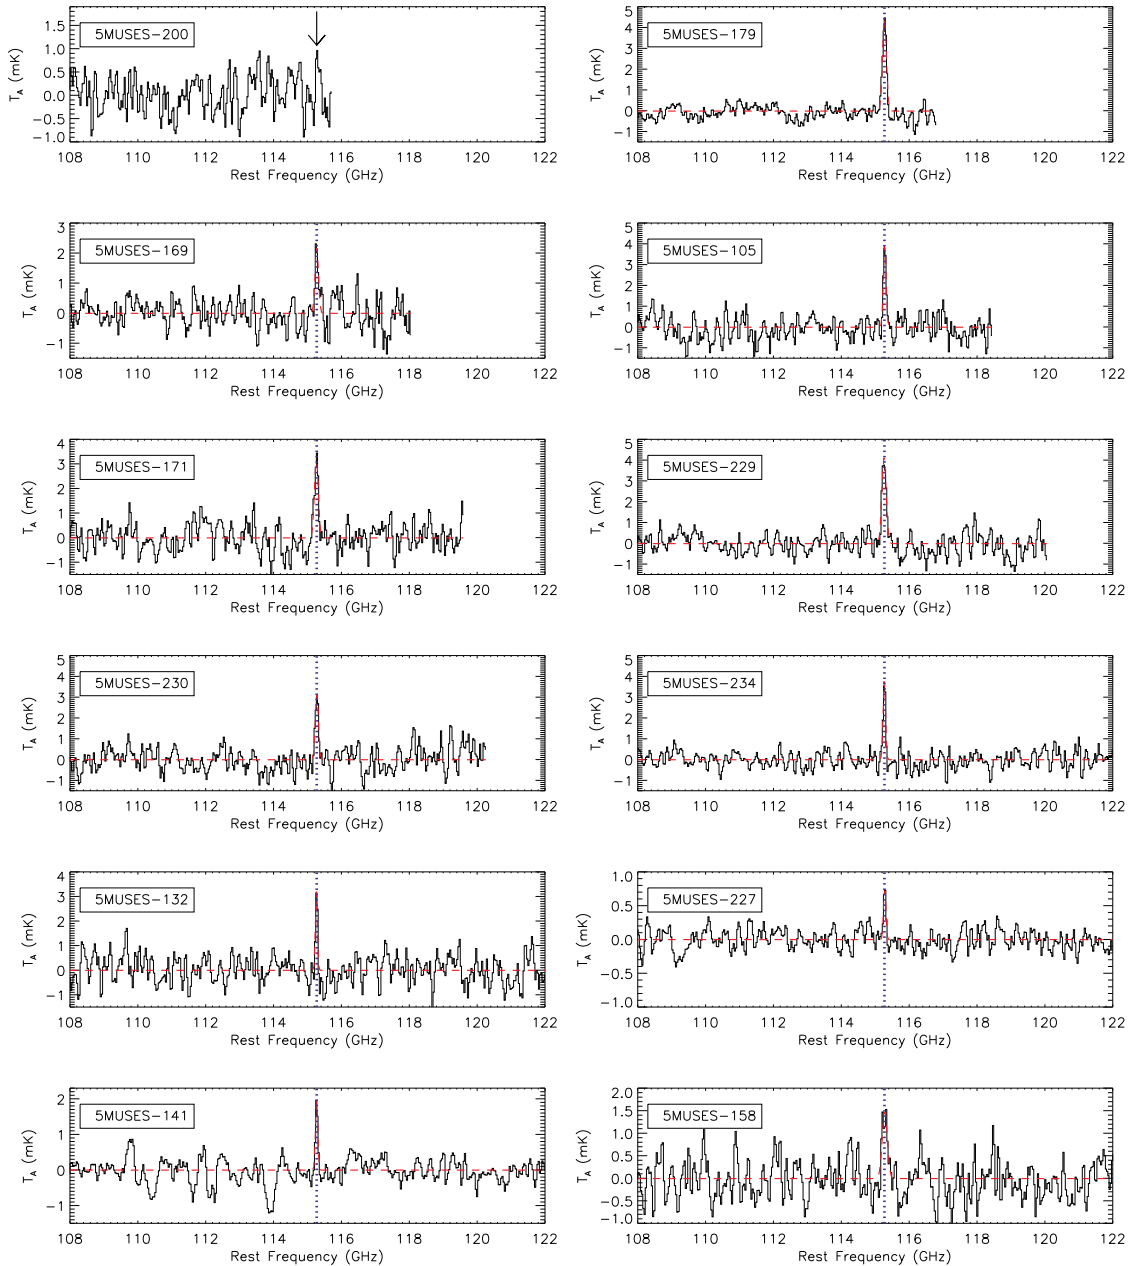 5MUSES−200
T_A (mK)
1.5
1.0
0.5
0.0
−0.5
−1.0
108 110 112 114 116 118 120 122
Rest Frequency (GHz)
5MUSES−179
T_A (mK)
5
4
3
2
1
0
−1
108 110 112 114 116 118 120 122
Rest Frequency (GHz)
5MUSES−169
T_A (mK)
3
2
1
0
−1
108 110 112 114 116 118 120 122
Rest Frequency (GHz)
5MUSES−105
T_A (mK)
5
4
3
2
1
0
−1
108 110 112 114 116 118 120 122
Rest Frequency (GHz)
5MUSES−171
T_A (mK)
4
3
2
1
0
−1
108 110 112 114 116 118 120 122
Rest Frequency (GHz)
5MUSES−229
T_A (mK)
5
4
3
2
1
0
−1
108 110 112 114 116 118 120 122
Rest Frequency (GHz)
5MUSES−230
T_A (mK)
5
4
3
2
1
0
−1
108 110 112 114 116 118 120 122
Rest Frequency (GHz)
5MUSES−234
T_A (mK)
5
4
3
2
1
0
−1
108 110 112 114 116 118 120 122
Rest Frequency (GHz)
5MUSES−132
T_A (mK)
4
3
2
1
0
−1
108 110 112 114 116 118 120 122
Rest Frequency (GHz)
5MUSES−227
T_A (mK)
1.0
0.5
0.0
−0.5
−1.0
108 110 112 114 116 118 120 122
Rest Frequency (GHz)
5MUSES−141
T_A (mK)
2
1
0
−1
108 110 112 114 116 118 120 122
Rest Frequency (GHz)
5MUSES−158
T_A (mK)
2.0
1.5
1.0
0.5
0.0
−0.5
−1.0
108 110 112 114 116 118 120 122
Rest Frequency (GHz)